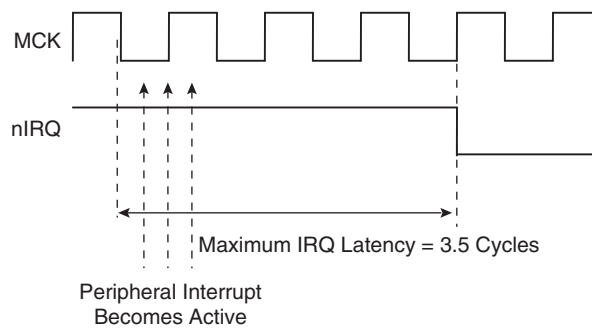 MCK
nIRQ
Maximum IRQ Latency = 3.5 Cycles
Peripheral Interrupt
Becomes Active